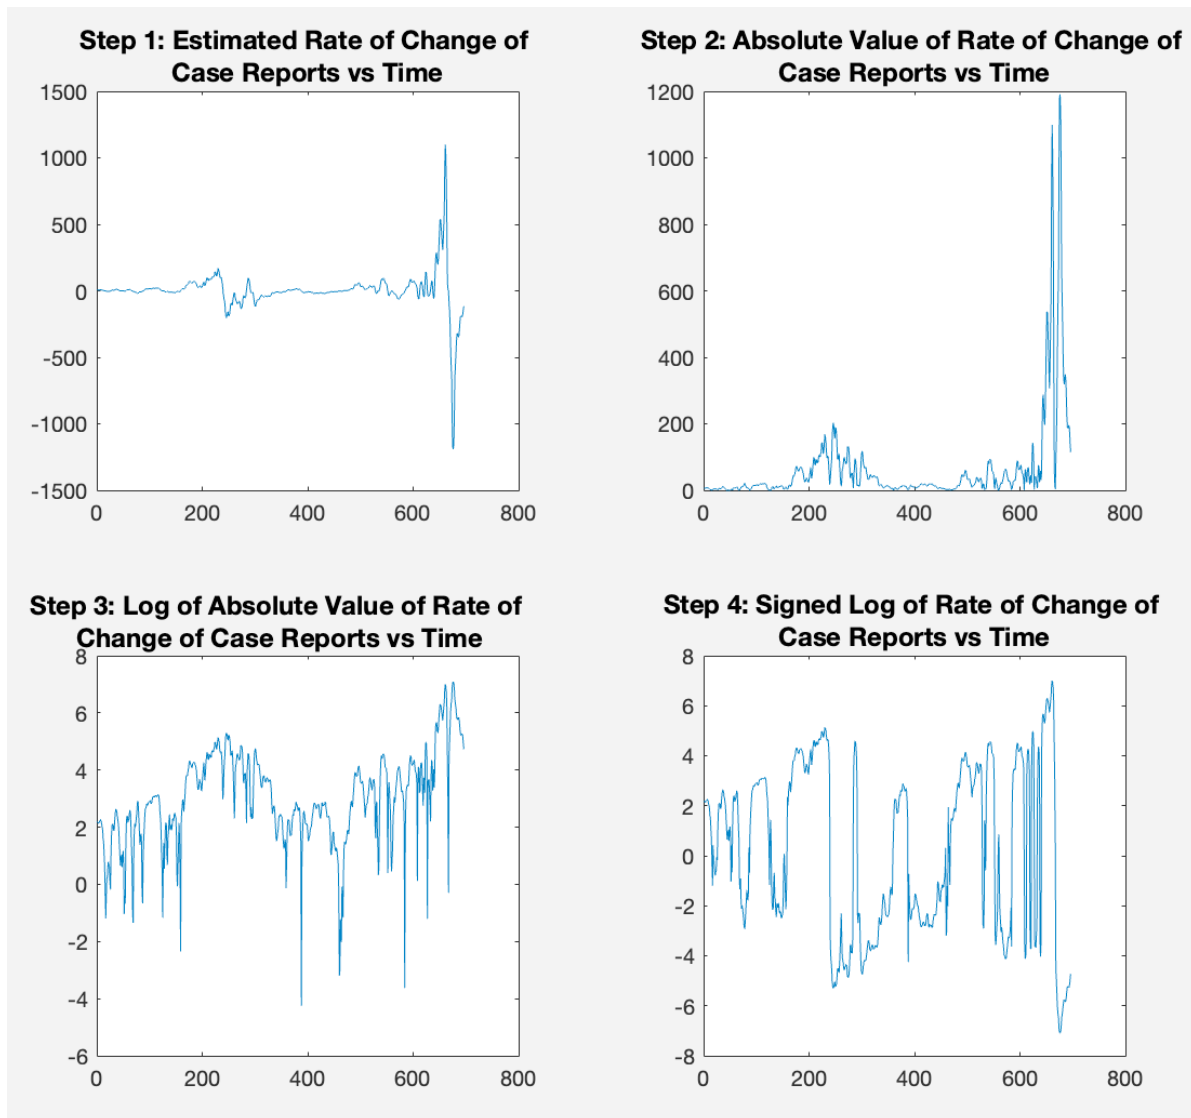 Step 1: Estimated Rate of Change of
Case Reports vs Time
1500
1000
500
0
-500
-1000
-1500
0 200 400 600 800
Step 2: Absolute Value of Rate of Change of
Case Reports vs Time
1200
1000
800
600
400
200
0
0 200 400 600 800
Step 3: Log of Absolute Value of Rate of
Change of Case Reports vs Time
8
6
4
2
0
-2
-4
-6
0 200 400 600 800
Step 4: Signed Log of Rate of Change of
Case Reports vs Time
8
6
4
2
0
-2
-4
-6
-8
0 200 400 600 800